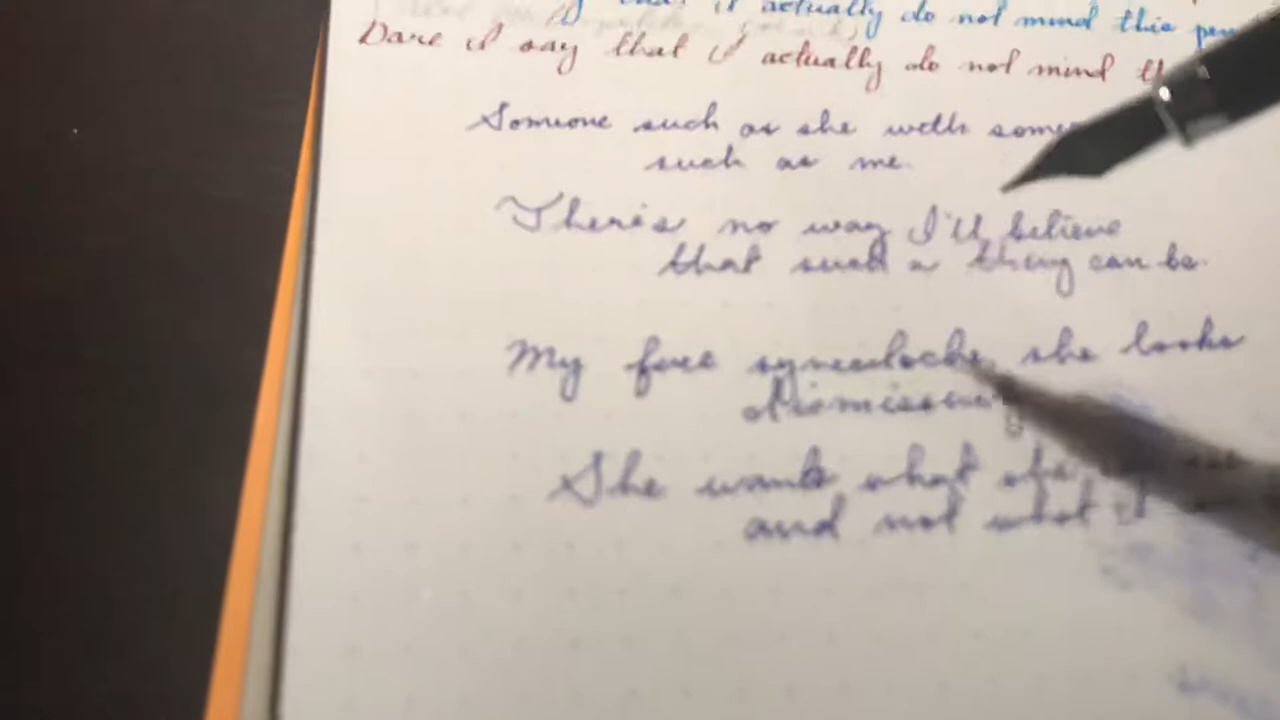 actually do not mind this
Dare I say that I actually do not mind
Someone such as she with
such as me.
There's no way I'll believe
that such a thing can be.
My face synecdoche, she looks
She wants what
and not what